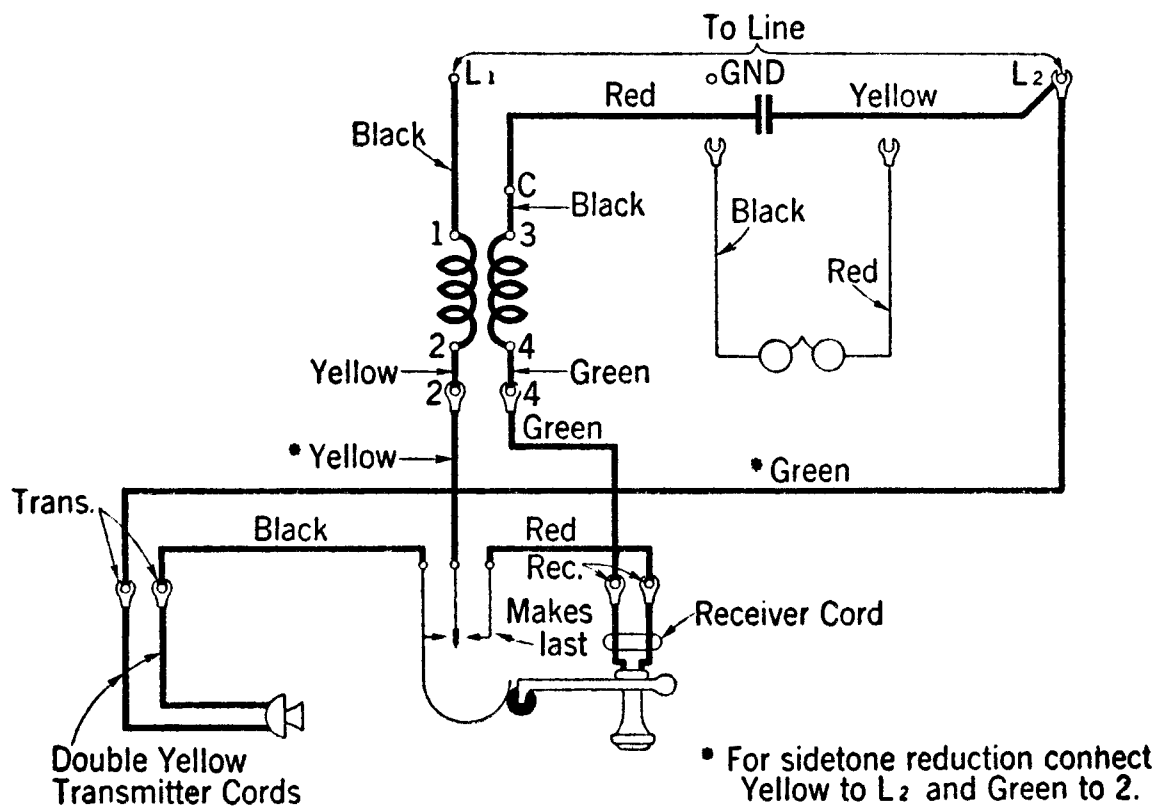 To Line
L1
GND
L2
Red
Yellow
Black
C
Black
1
3
Black
Red
2
4
Yellow
Green
2
4
Green
* Yellow
* Green
Trans.
Black
Red
Rec.
Makes
last
Receiver Cord
Double Yellow
Transmitter Cords
* For sidetone reduction conhect
Yellow to L2 and Green to 2.